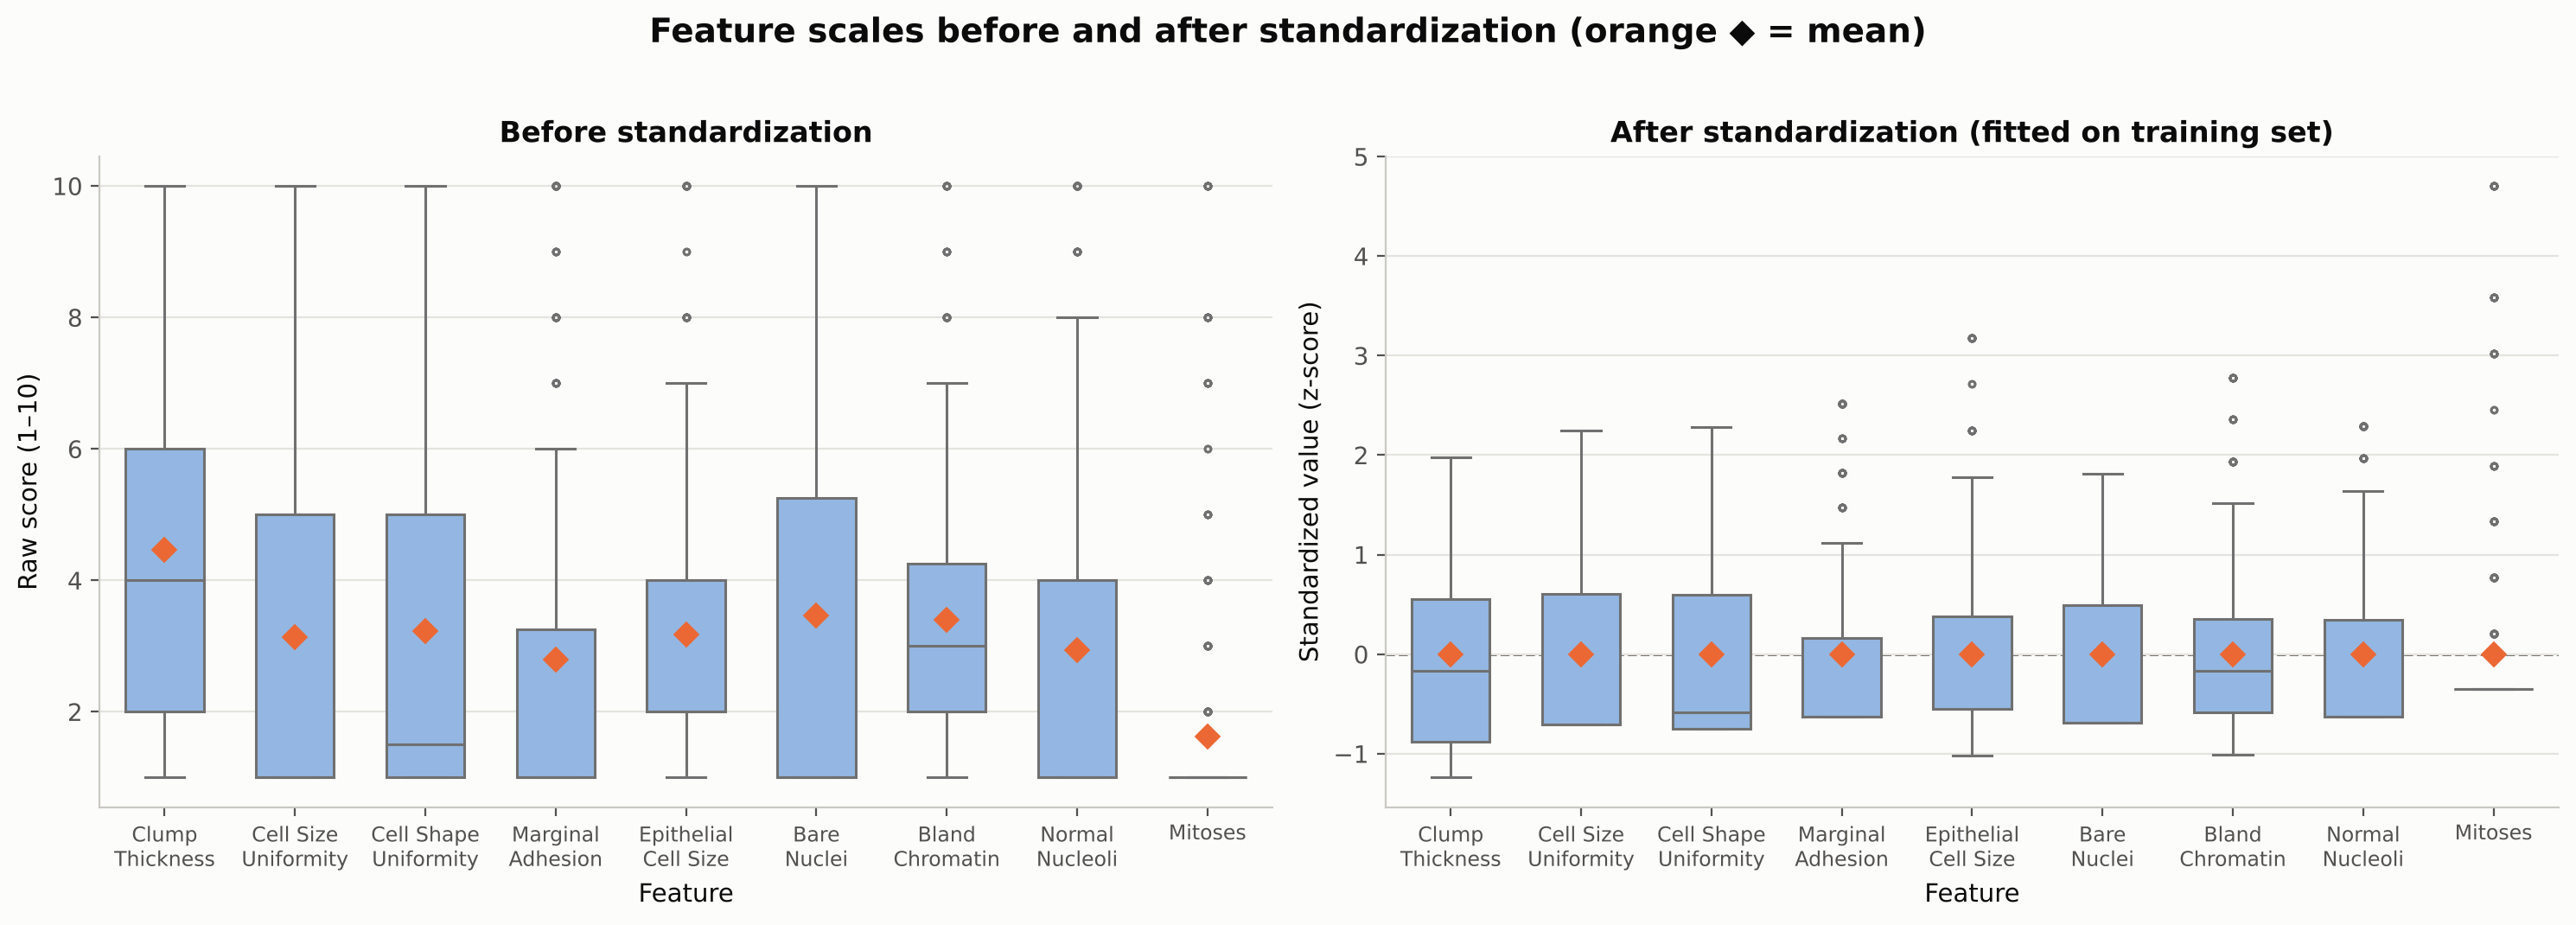 Feature scales before and after standardization (orange ◆ = mean)
Before standardization
Raw score (1–10)
10
8
6
4
2
Clump
Thickness
Cell Size
Uniformity
Cell Shape
Uniformity
Marginal
Adhesion
Epithelial
Cell Size
Bare
Nuclei
Bland
Chromatin
Normal
Nucleoli
Mitoses
Feature
After standardization (fitted on training set)
Standardized value (z-score)
5
4
3
2
1
0
−1
Clump
Thickness
Cell Size
Uniformity
Cell Shape
Uniformity
Marginal
Adhesion
Epithelial
Cell Size
Bare
Nuclei
Bland
Chromatin
Normal
Nucleoli
Mitoses
Feature